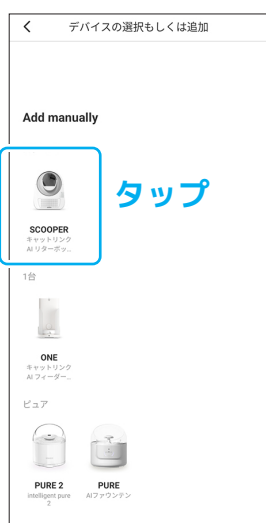 デバイスの選択もしくは追加
Add manually
タップ
SCOOPER
キャットリンク
AI リターボッ...
1台
ONE
キャットリンク
AI フィーダー...
ピュア
PURE 2
intelligent pure
2
PURE
AIファウンテン